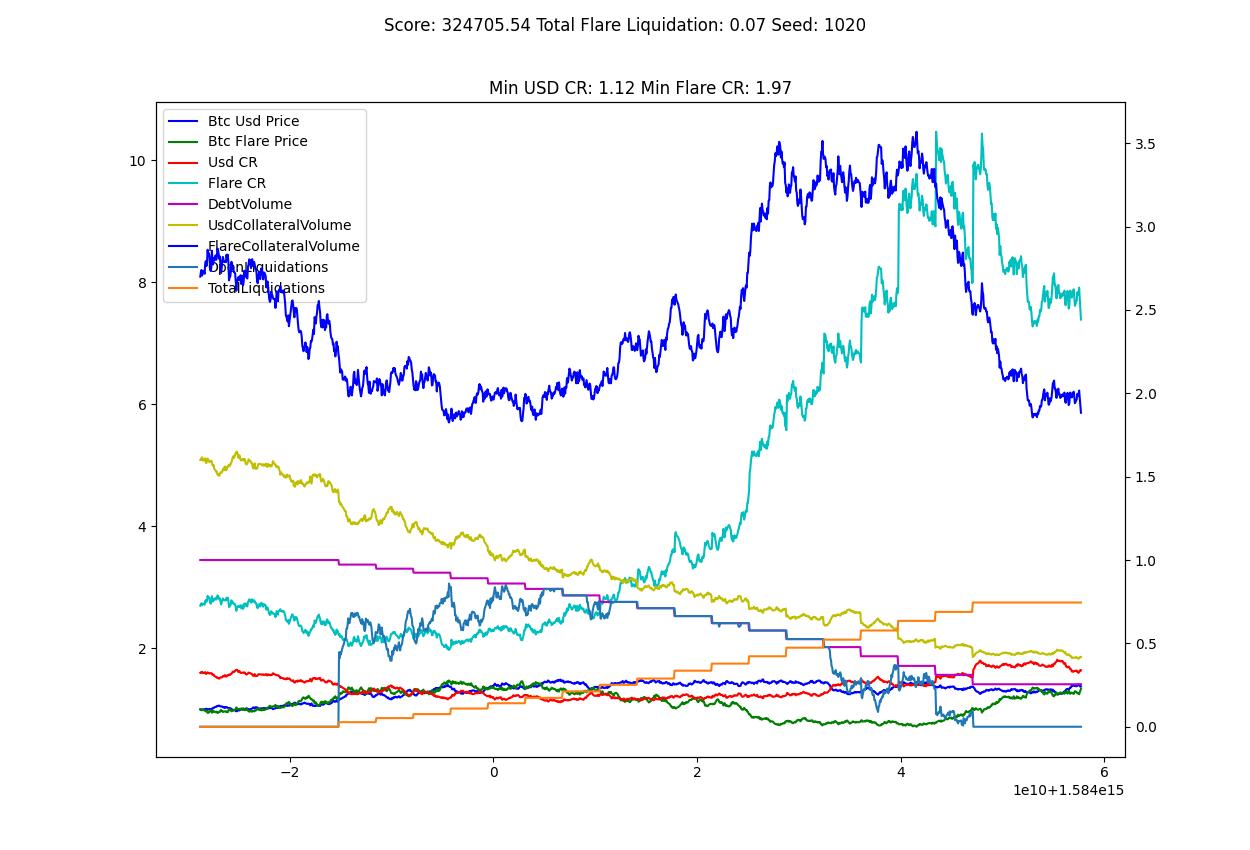 Score: 324705.54 Total Flare Liquidation: 0.07 Seed: 1020
Min USD CR: 1.12 Min Flare CR: 1.97
Btc Usd Price
Btc Flare Price
Usd CR
Flare CR
DebtVolume
UsdCollateralVolume
FlareCollateralVolume
OpenLiquidations
TotalLiquidations
10
8
6
4
2
3.5
3.0
2.5
2.0
1.5
1.0
0.5
0.0
−2
0
2
4
6
1e10+1.584e15